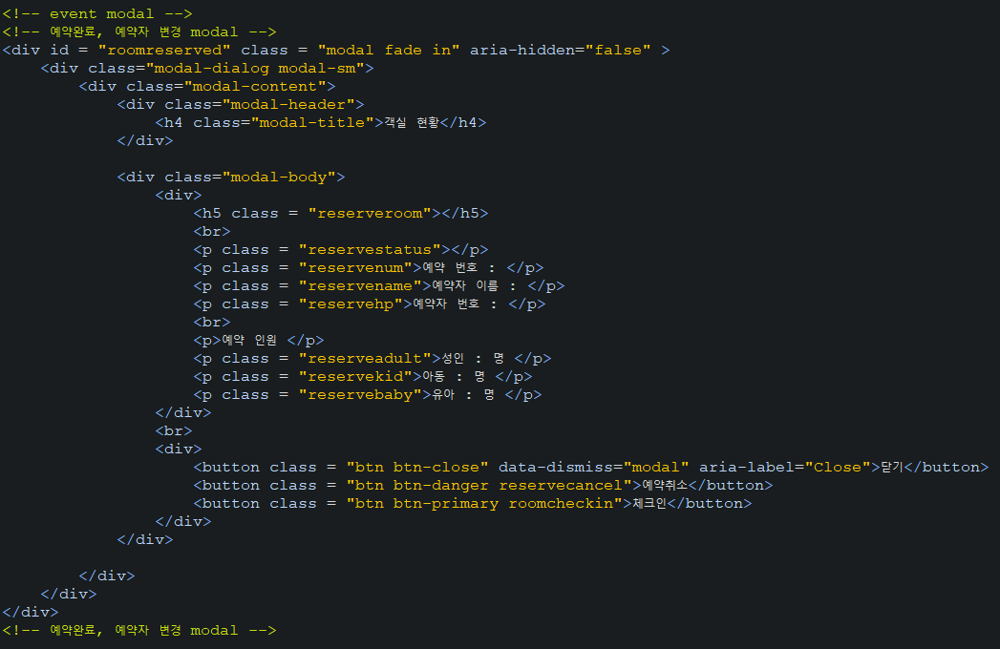 <!-- event modal -->
<!-- 예약완료, 예약자 변경 modal -->
<div id = "roomreserved" class = "modal fade in" aria-hidden="false" >
    <div class="modal-dialog modal-sm">
        <div class="modal-content">
            <div class="modal-header">
                <h4 class="modal-title">객실 현황</h4>
            </div>

            <div class="modal-body">
                <div>
                    <h5 class = "reserveroom"></h5>
                    <br>
                    <p class = "reservestatus"></p>
                    <p class = "reservenum">예약 번호 : </p>
                    <p class = "reservename">예약자 이름 : </p>
                    <p class = "reservehp">예약자 번호 : </p>
                    <br>
                    <p>예약 인원 </p>
                    <p class = "reserveadult">성인 : 명 </p>
                    <p class = "reservekid">아동 : 명 </p>
                    <p class = "reservebaby">유아 : 명 </p>
                </div>
                <br>
                <div>
                    <button class = "btn btn-close" data-dismiss="modal" aria-label="Close">닫기</button>
                    <button class = "btn btn-danger reservecancel">예약취소</button>
                    <button class = "btn btn-primary roomcheckin">체크인</button>
                </div>
            </div>

        </div>
    </div>
</div>
<!-- 예약완료, 예약자 변경 modal -->